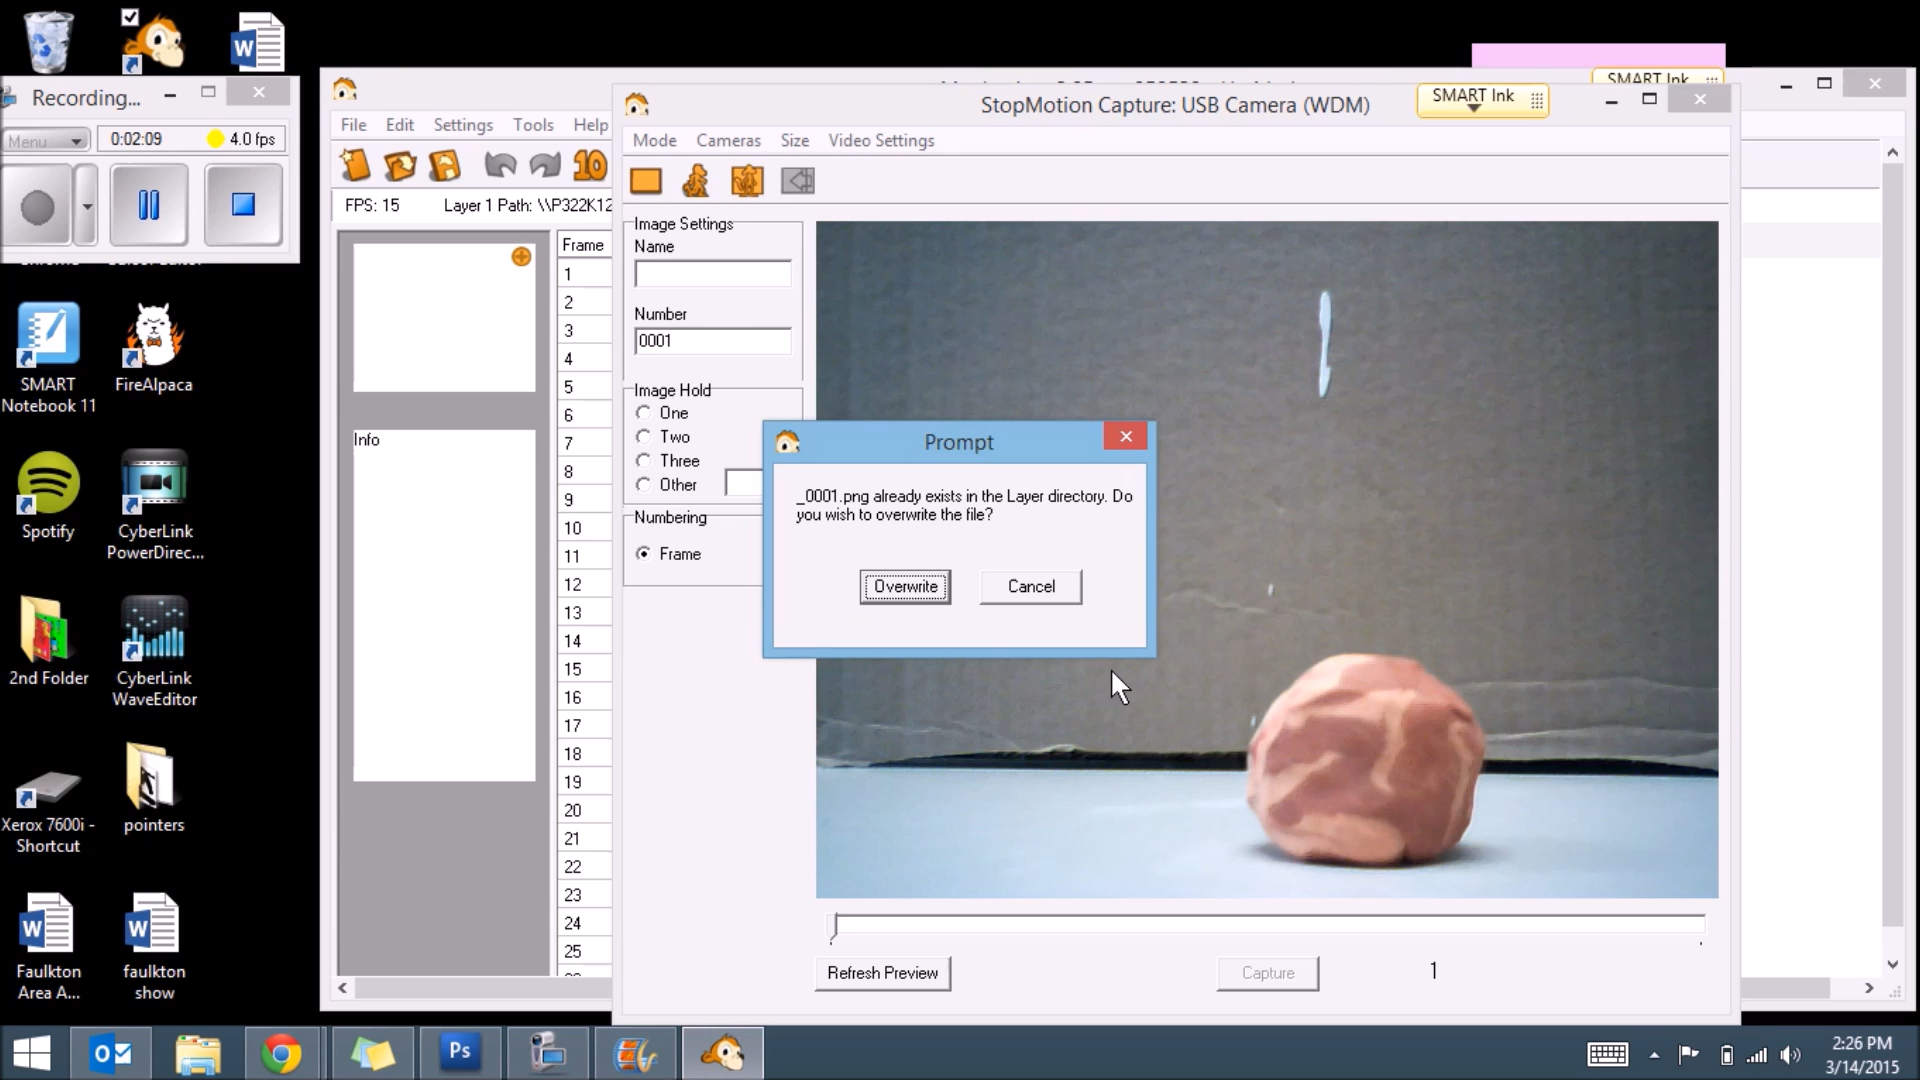 Recording...
Menu
0:02:09
4.0 fps
SMART
Notebook 11
FireAlpaca
Spotify
CyberLink
PowerDirec...
2nd Folder
CyberLink
WaveEditor
Xerox 7600i -
Shortcut
pointers
Faulkton
Area A...
faulkton
show
File
Edit
Settings
Tools
Help
10
FPS: 15
Layer 1 Path: \\P322K12
Info
Frame
1
2
3
4
5
6
7
8
9
10
11
12
13
14
15
16
17
18
19
20
21
22
23
24
25
SMART Ink
StopMotion Capture: USB Camera (WDM)
SMART Ink
Mode
Cameras
Size
Video Settings
Image Settings
Name
Number
0001
Image Hold
One
Two
Three
Other
Numbering
Frame
Prompt
_0001.png already exists in the Layer directory. Do
you wish to overwrite the file?
Overwrite
Cancel
Refresh Preview
Capture
1
Ps
2:26 PM
3/14/2015